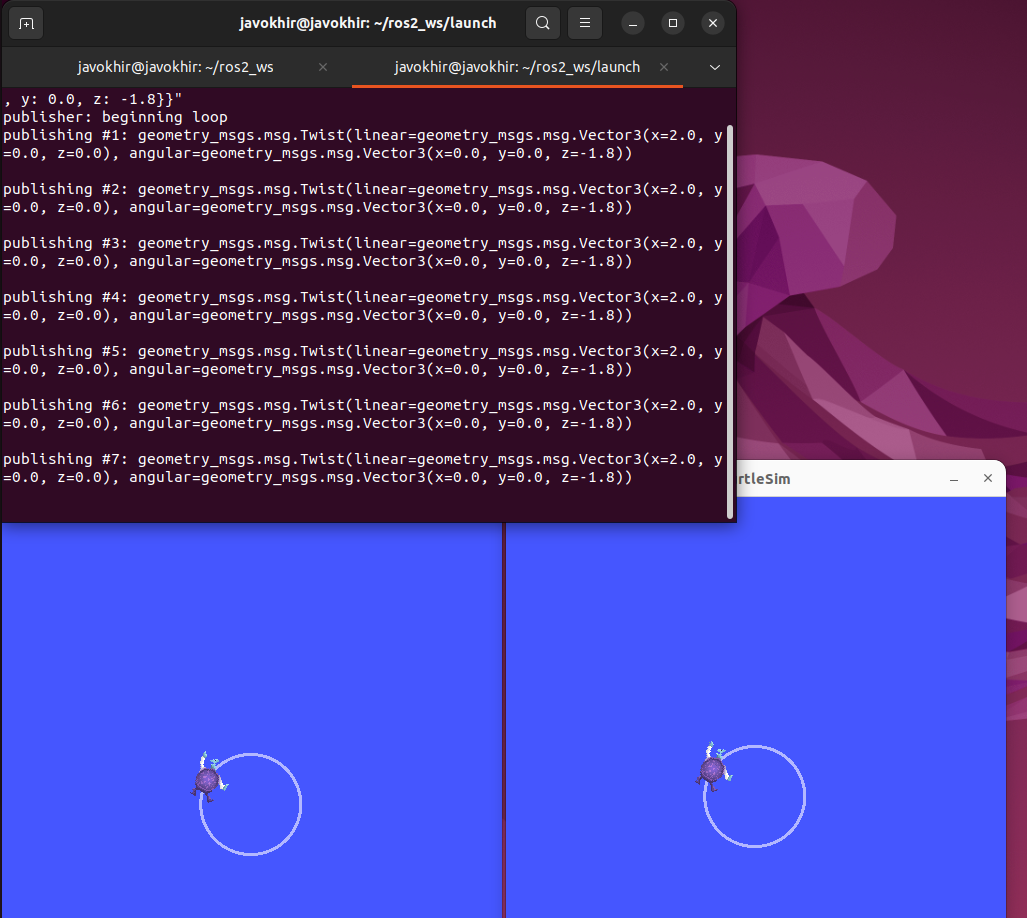 javokhir@javokhir: ~/ros2_ws/launch
javokhir@javokhir: ~/ros2_ws
javokhir@javokhir: ~/ros2_ws/launch
, y: 0.0, z: -1.8}}"
publisher: beginning loop
publishing #1: geometry_msgs.msg.Twist(linear=geometry_msgs.msg.Vector3(x=2.0, y
=0.0, z=0.0), angular=geometry_msgs.msg.Vector3(x=0.0, y=0.0, z=-1.8))
publishing #2: geometry_msgs.msg.Twist(linear=geometry_msgs.msg.Vector3(x=2.0, y
=0.0, z=0.0), angular=geometry_msgs.msg.Vector3(x=0.0, y=0.0, z=-1.8))
publishing #3: geometry_msgs.msg.Twist(linear=geometry_msgs.msg.Vector3(x=2.0, y
=0.0, z=0.0), angular=geometry_msgs.msg.Vector3(x=0.0, y=0.0, z=-1.8))
publishing #4: geometry_msgs.msg.Twist(linear=geometry_msgs.msg.Vector3(x=2.0, y
=0.0, z=0.0), angular=geometry_msgs.msg.Vector3(x=0.0, y=0.0, z=-1.8))
publishing #5: geometry_msgs.msg.Twist(linear=geometry_msgs.msg.Vector3(x=2.0, y
=0.0, z=0.0), angular=geometry_msgs.msg.Vector3(x=0.0, y=0.0, z=-1.8))
publishing #6: geometry_msgs.msg.Twist(linear=geometry_msgs.msg.Vector3(x=2.0, y
=0.0, z=0.0), angular=geometry_msgs.msg.Vector3(x=0.0, y=0.0, z=-1.8))
publishing #7: geometry_msgs.msg.Twist(linear=geometry_msgs.msg.Vector3(x=2.0, y
=0.0, z=0.0), angular=geometry_msgs.msg.Vector3(x=0.0, y=0.0, z=-1.8))
rtleSim